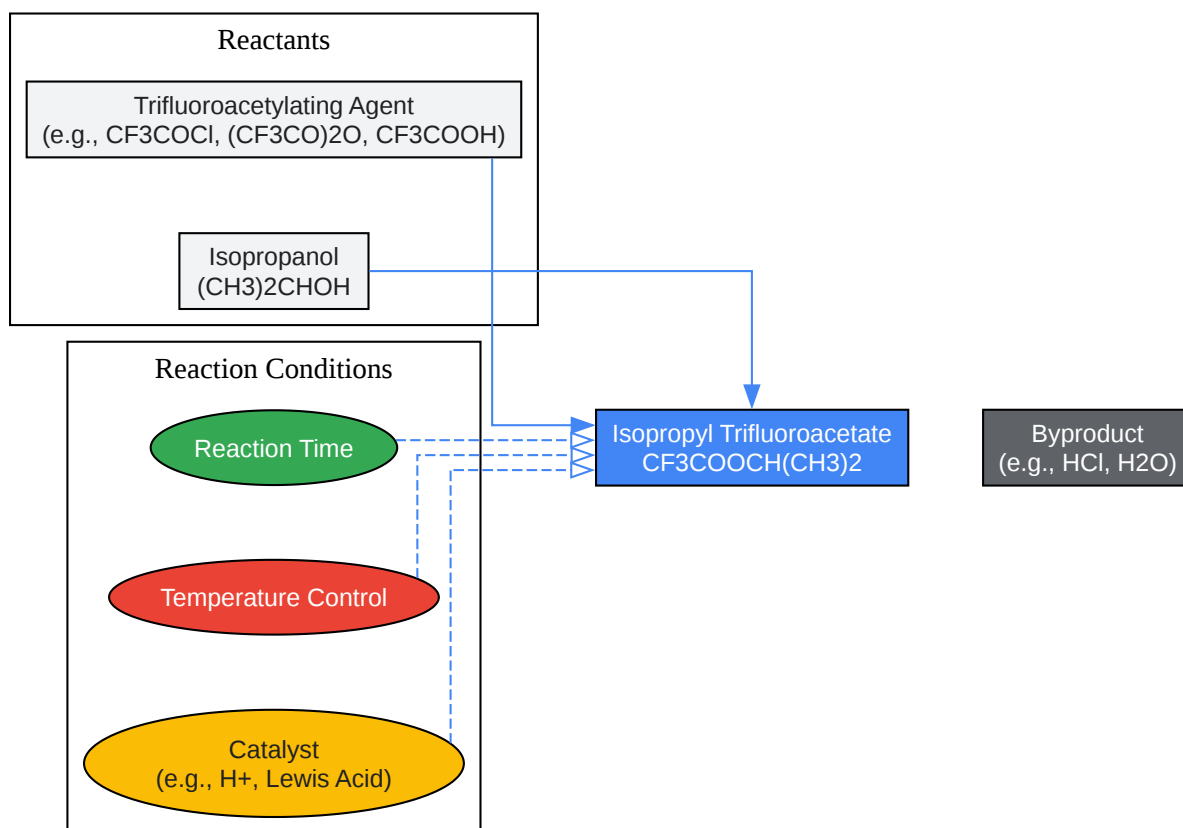 Reactants
Trifluoroacetylating Agent
(e.g., CF3COCl, (CF3CO)2O, CF3COOH)
Isopropanol
(CH3)2CHOH
Reaction Conditions
Reaction Time
Temperature Control
Catalyst
(e.g., H+, Lewis Acid)
Isopropyl Trifluoroacetate
CF3COOCH(CH3)2
Byproduct
(e.g., HCl, H2O)